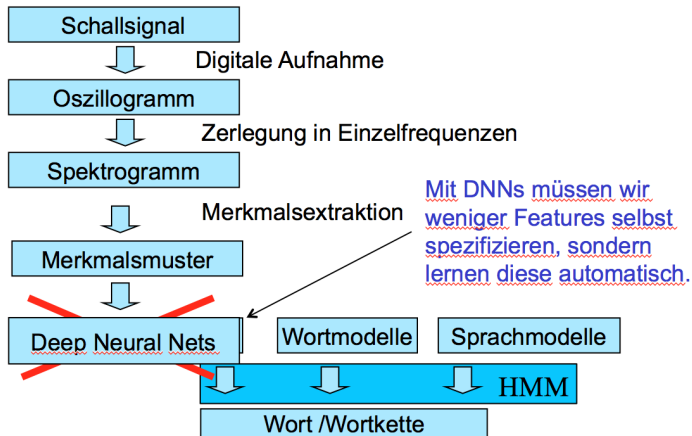 Schallsignal
Digitale Aufnahme
Oszillogramm
Zerlegung in Einzelfrequenzen
Spektrogramm
Merkmalsextraktion
Mit DNNs müssen wir
weniger Features selbst
spezifizieren, sondern
lernen diese automatisch.
Merkmalsmuster
Deep Neural Nets
Wortmodelle
Sprachmodelle
HMM
Wort /Wortkette